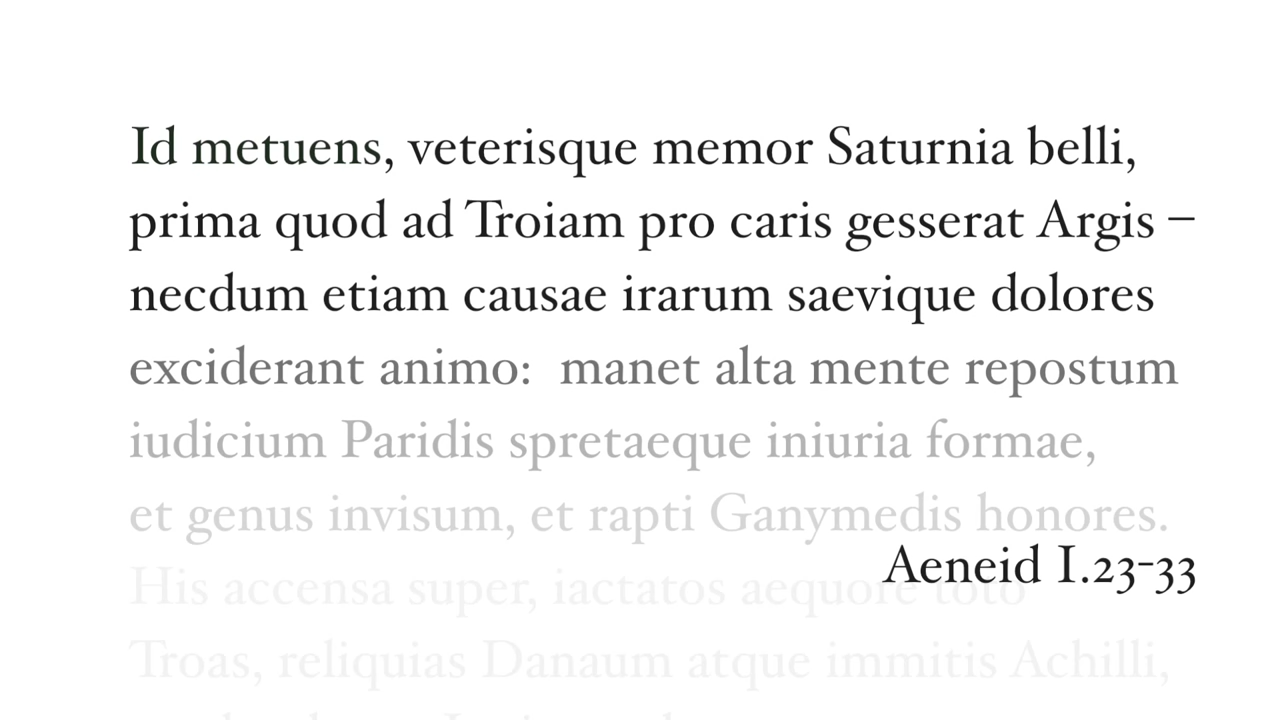 Id metuens, veterisque memor Saturnia belli,
prima quod ad Troiam pro caris gesserat Argis –
necdum etiam causae irarum saevique dolores
exciderant animo:  manet alta mente repostum
iudicium Paridis spretaeque iniuria formae,
et genus invisum, et rapti Ganymedis honores.
Aeneid I.23-33
His accensa super, iactatos aequore toto
Troas, reliquias Danaum atque immitis Achilli,